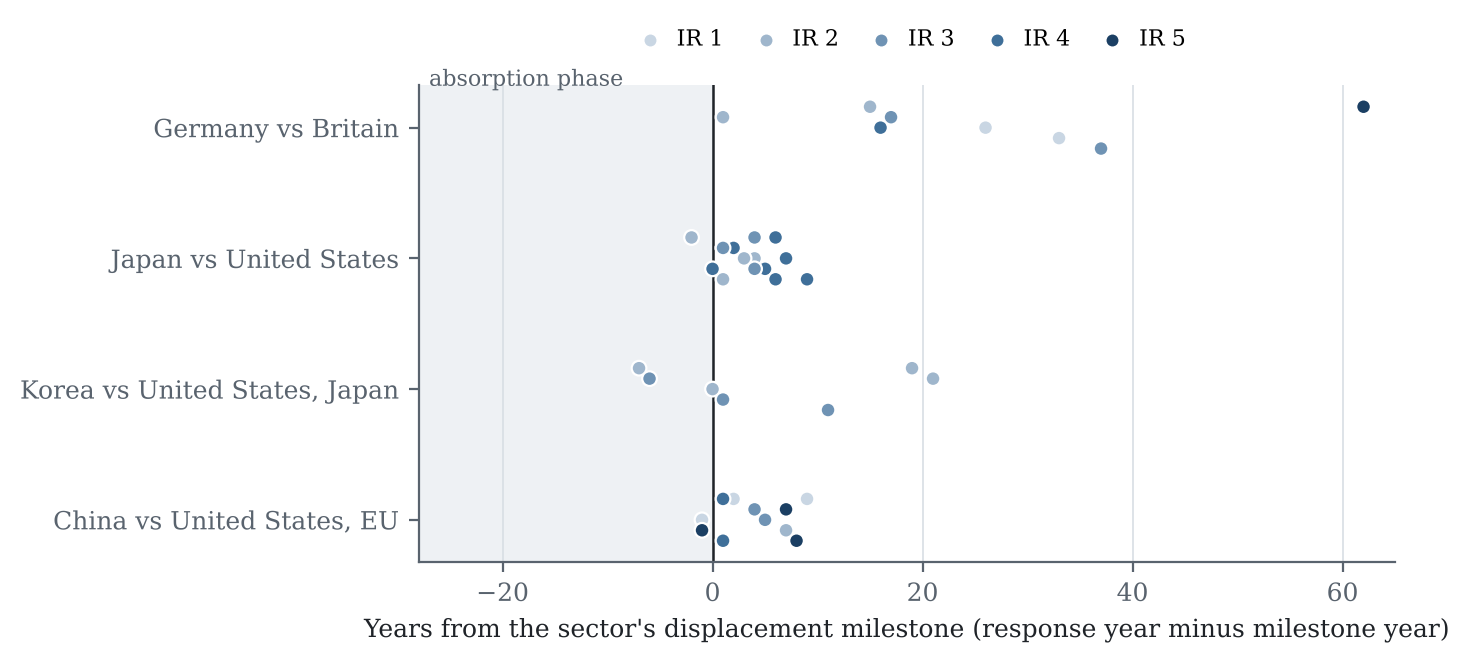 IR 1 IR 2 IR 3 IR 4 IR 5
absorption phase
Germany vs Britain
Japan vs United States
Korea vs United States, Japan
China vs United States, EU
−20 0 20 40 60
Years from the sector's displacement milestone (response year minus milestone year)